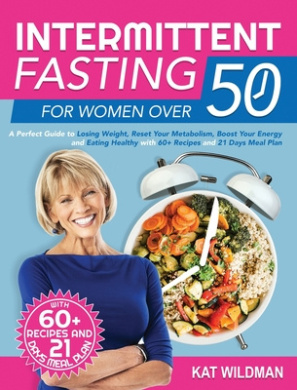 INTERMITTENT
FASTING
FOR WOMEN OVER 50
A Perfect Guide to Losing Weight, Reset Your Metabolism, Boost Your Energy
and Eating Healthy with 60+ Recipes and 21 Days Meal Plan
WITH
60+
RECIPES AND
21
DAYS MEAL PLAN
KAT WILDMAN